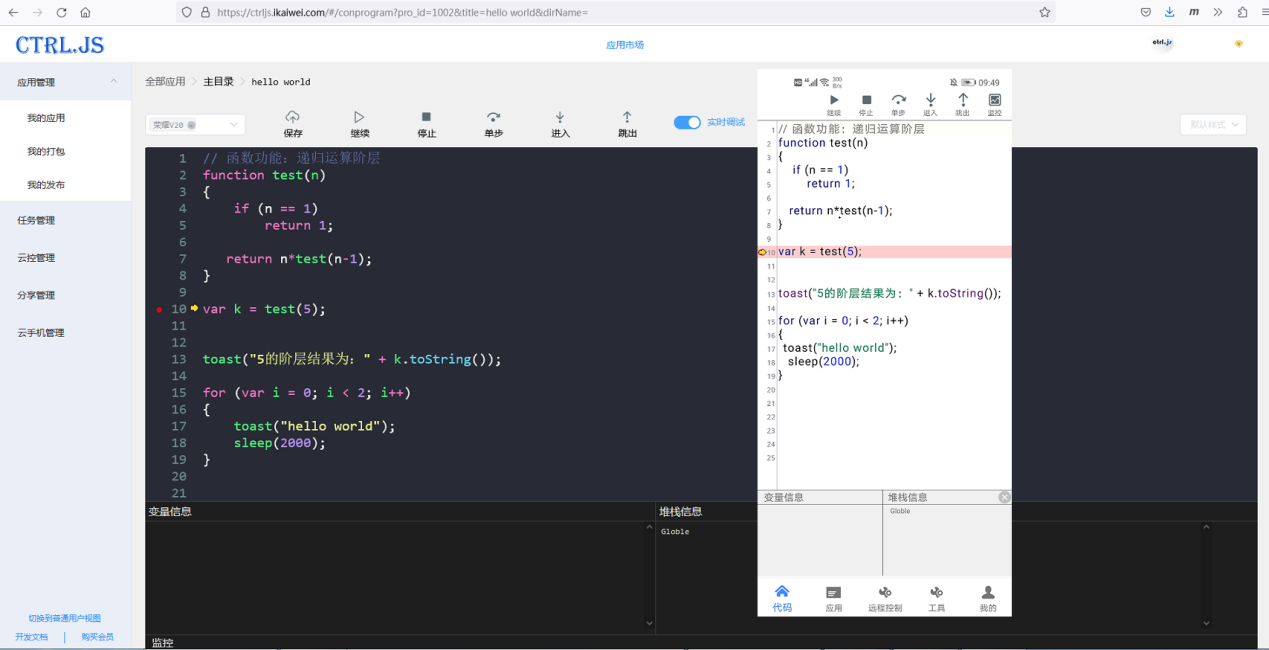 https://ctrljs.ikaiwei.com/#/conprogram?pro_id=1002&title=hello world&dirName=
CTRL.JS
应用市场
ctrl.js
应用管理
我的应用
我的打包
我的发布
任务管理
云控管理
分享管理
云手机管理
切换到普通用户视图
开发文档 | 购买会员
全部应用 > 主目录 > hello world
荣耀V20
保存 继续 停止 单步 进入 跳出
实时调试
默认样式
1 // 函数功能：递归运算阶层
2 function test(n)
3 {
4 if (n == 1)
5 return 1;
6
7 return n*test(n-1);
8 }
9
10 var k = test(5);
11
12
13 toast("5的阶层结果为：" + k.toString());
14
15 for (var i = 0; i < 2; i++)
16 {
17 toast("hello world");
18 sleep(2000);
19 }
20
21
变量信息
堆栈信息
Globle
监控
09:49
继续 停止 单步 进入 跳出 监控
1 // 函数功能：递归运算阶层
2 function test(n)
3 {
4 if (n == 1)
5 return 1;
6
7 return n*test(n-1);
8 }
9
10 var k = test(5);
11
12
13 toast("5的阶层结果为：" + k.toString());
14
15 for (var i = 0; i < 2; i++)
16 {
17 toast("hello world");
18 sleep(2000);
19 }
20
21
22
23
24
25
变量信息
堆栈信息
Globle
代码 应用 远程控制 工具 我的